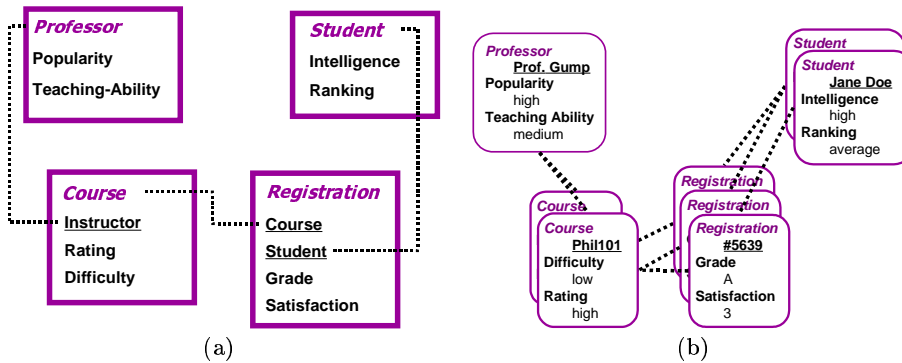 Professor
Popularity
Teaching-Ability
Student
Intelligence
Ranking
Course
Instructor
Rating
Difficulty
Registration
Course
Student
Grade
Satisfaction
(a)
Professor
Prof. Gump
Popularity
high
Teaching Ability
medium
Student
Student
Jane Doe
Intelligence
high
Ranking
average
Course
Course
Phil101
Difficulty
low
Rating
high
Registration
Registration
Registration
#5639
Grade
A
Satisfaction
3
(b)